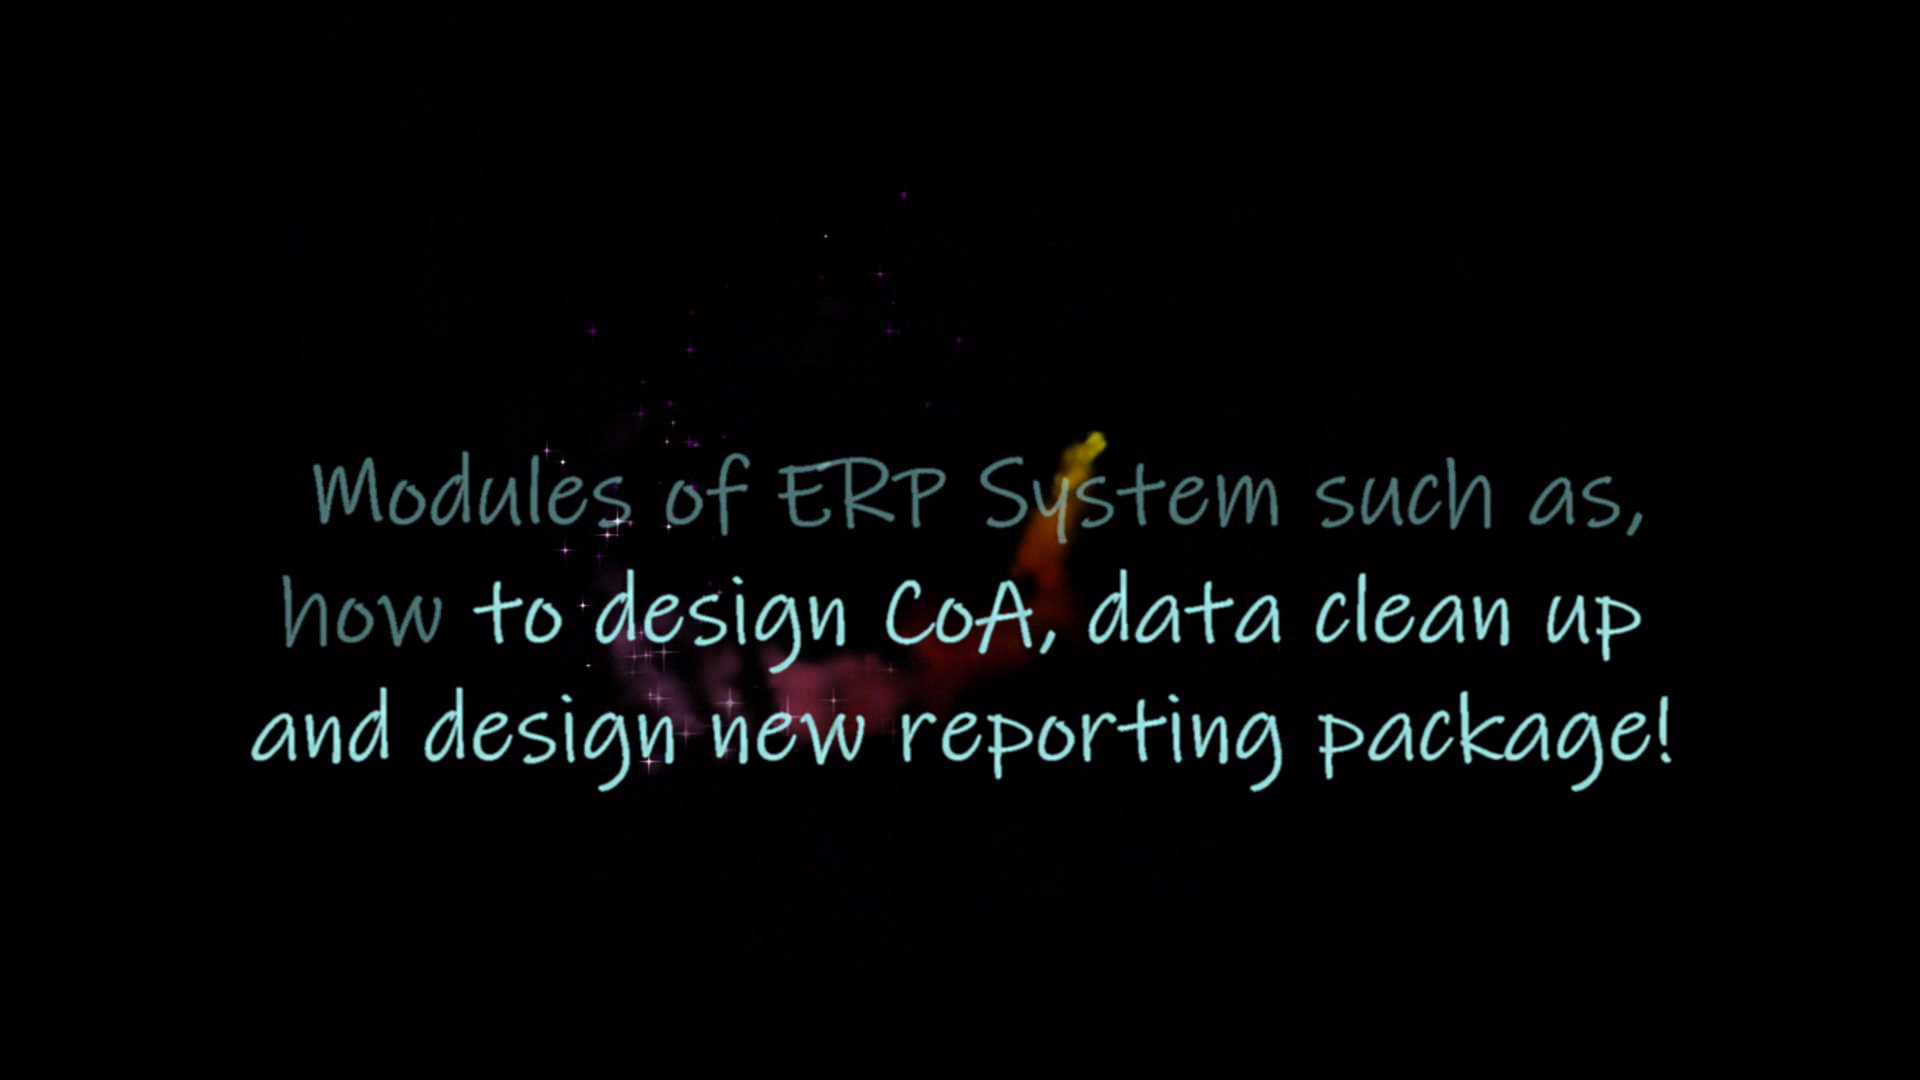 Modules of ERP System such as,
how to design CoA, data clean up
and design new reporting package!